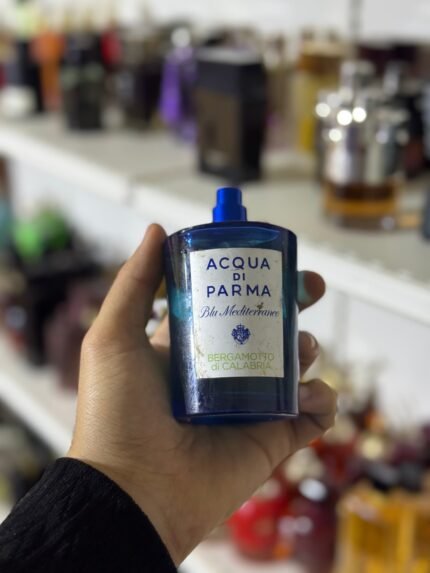 ACQUA
DI
PARMA
Blu Mediterraneo
BERGAMOTTO
di CALABRIA